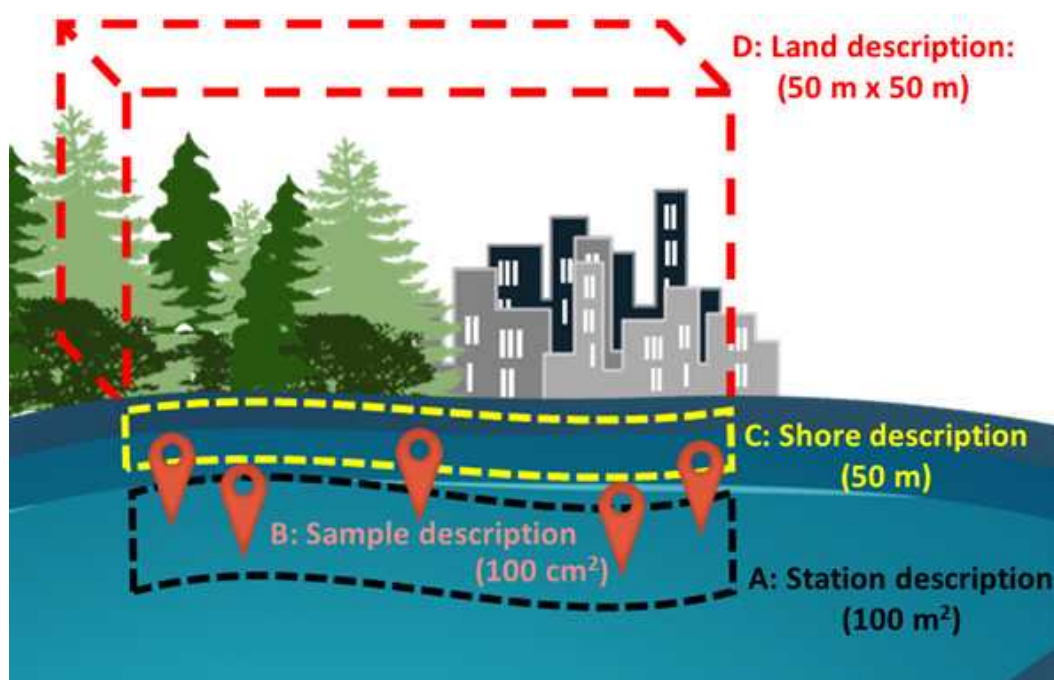 D: Land description:
(50 m x 50 m)
C: Shore description
(50 m)
B: Sample description
(100 cm²)
A: Station description
(100 m²)